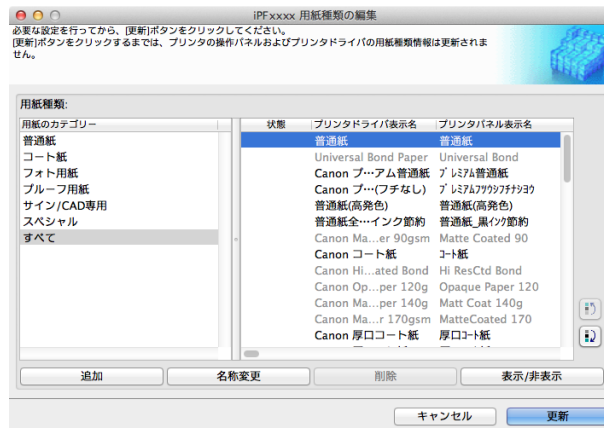 iPFxxxx 用紙種類の編集
必要な設定を行ってから、[更新]ボタンをクリックしてください。
[更新]ボタンをクリックするまでは、プリンタの操作パネルおよびプリンタドライバの用紙種類情報は更新されま
せん。
用紙種類:
用紙のカテゴリー
普通紙
コート紙
フォト用紙
プルーフ用紙
サイン/CAD専用
スペシャル
すべて
状態 プリンタドライバ表示名 プリンタパネル表示名
普通紙 普通紙
Universal Bond Paper Universal Bond
Canon プ…アム普通紙 プレミアム普通紙
Canon プ…(フチなし) プレミアムフツウシフチナシヨウ
普通紙(高発色) 普通紙(高発色)
普通紙全…インク節約 普通紙_黒インク節約
Canon Ma…er 90gsm Matte Coated 90
Canon コート紙 コート紙
Canon Hi…ated Bond Hi ResCtd Bond
Canon Op…per 120g Opaque Paper 120
Canon Ma…per 140g Matt Coat 140g
Canon Ma…r 170gsm MatteCoated 170
Canon 厚口コート紙 厚口コート紙
追加 名称変更 削除 表示/非表示
キャンセル 更新